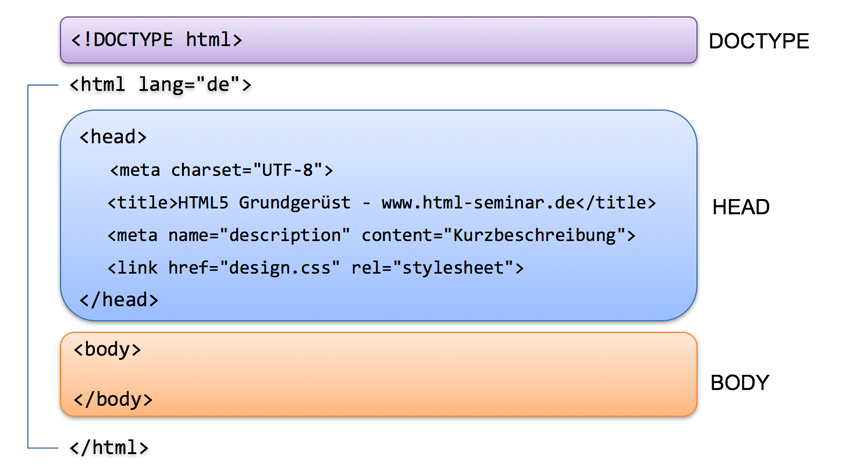 <!DOCTYPE html>
DOCTYPE
<html lang="de">
<head>
<meta charset="UTF-8">
<title>HTML5 Grundgerüst - www.html-seminar.de</title>
HEAD
<meta name="description" content="Kurzbeschreibung">
<link href="design.css" rel="stylesheet">
</head>
<body>
BODY
</body>
</html>